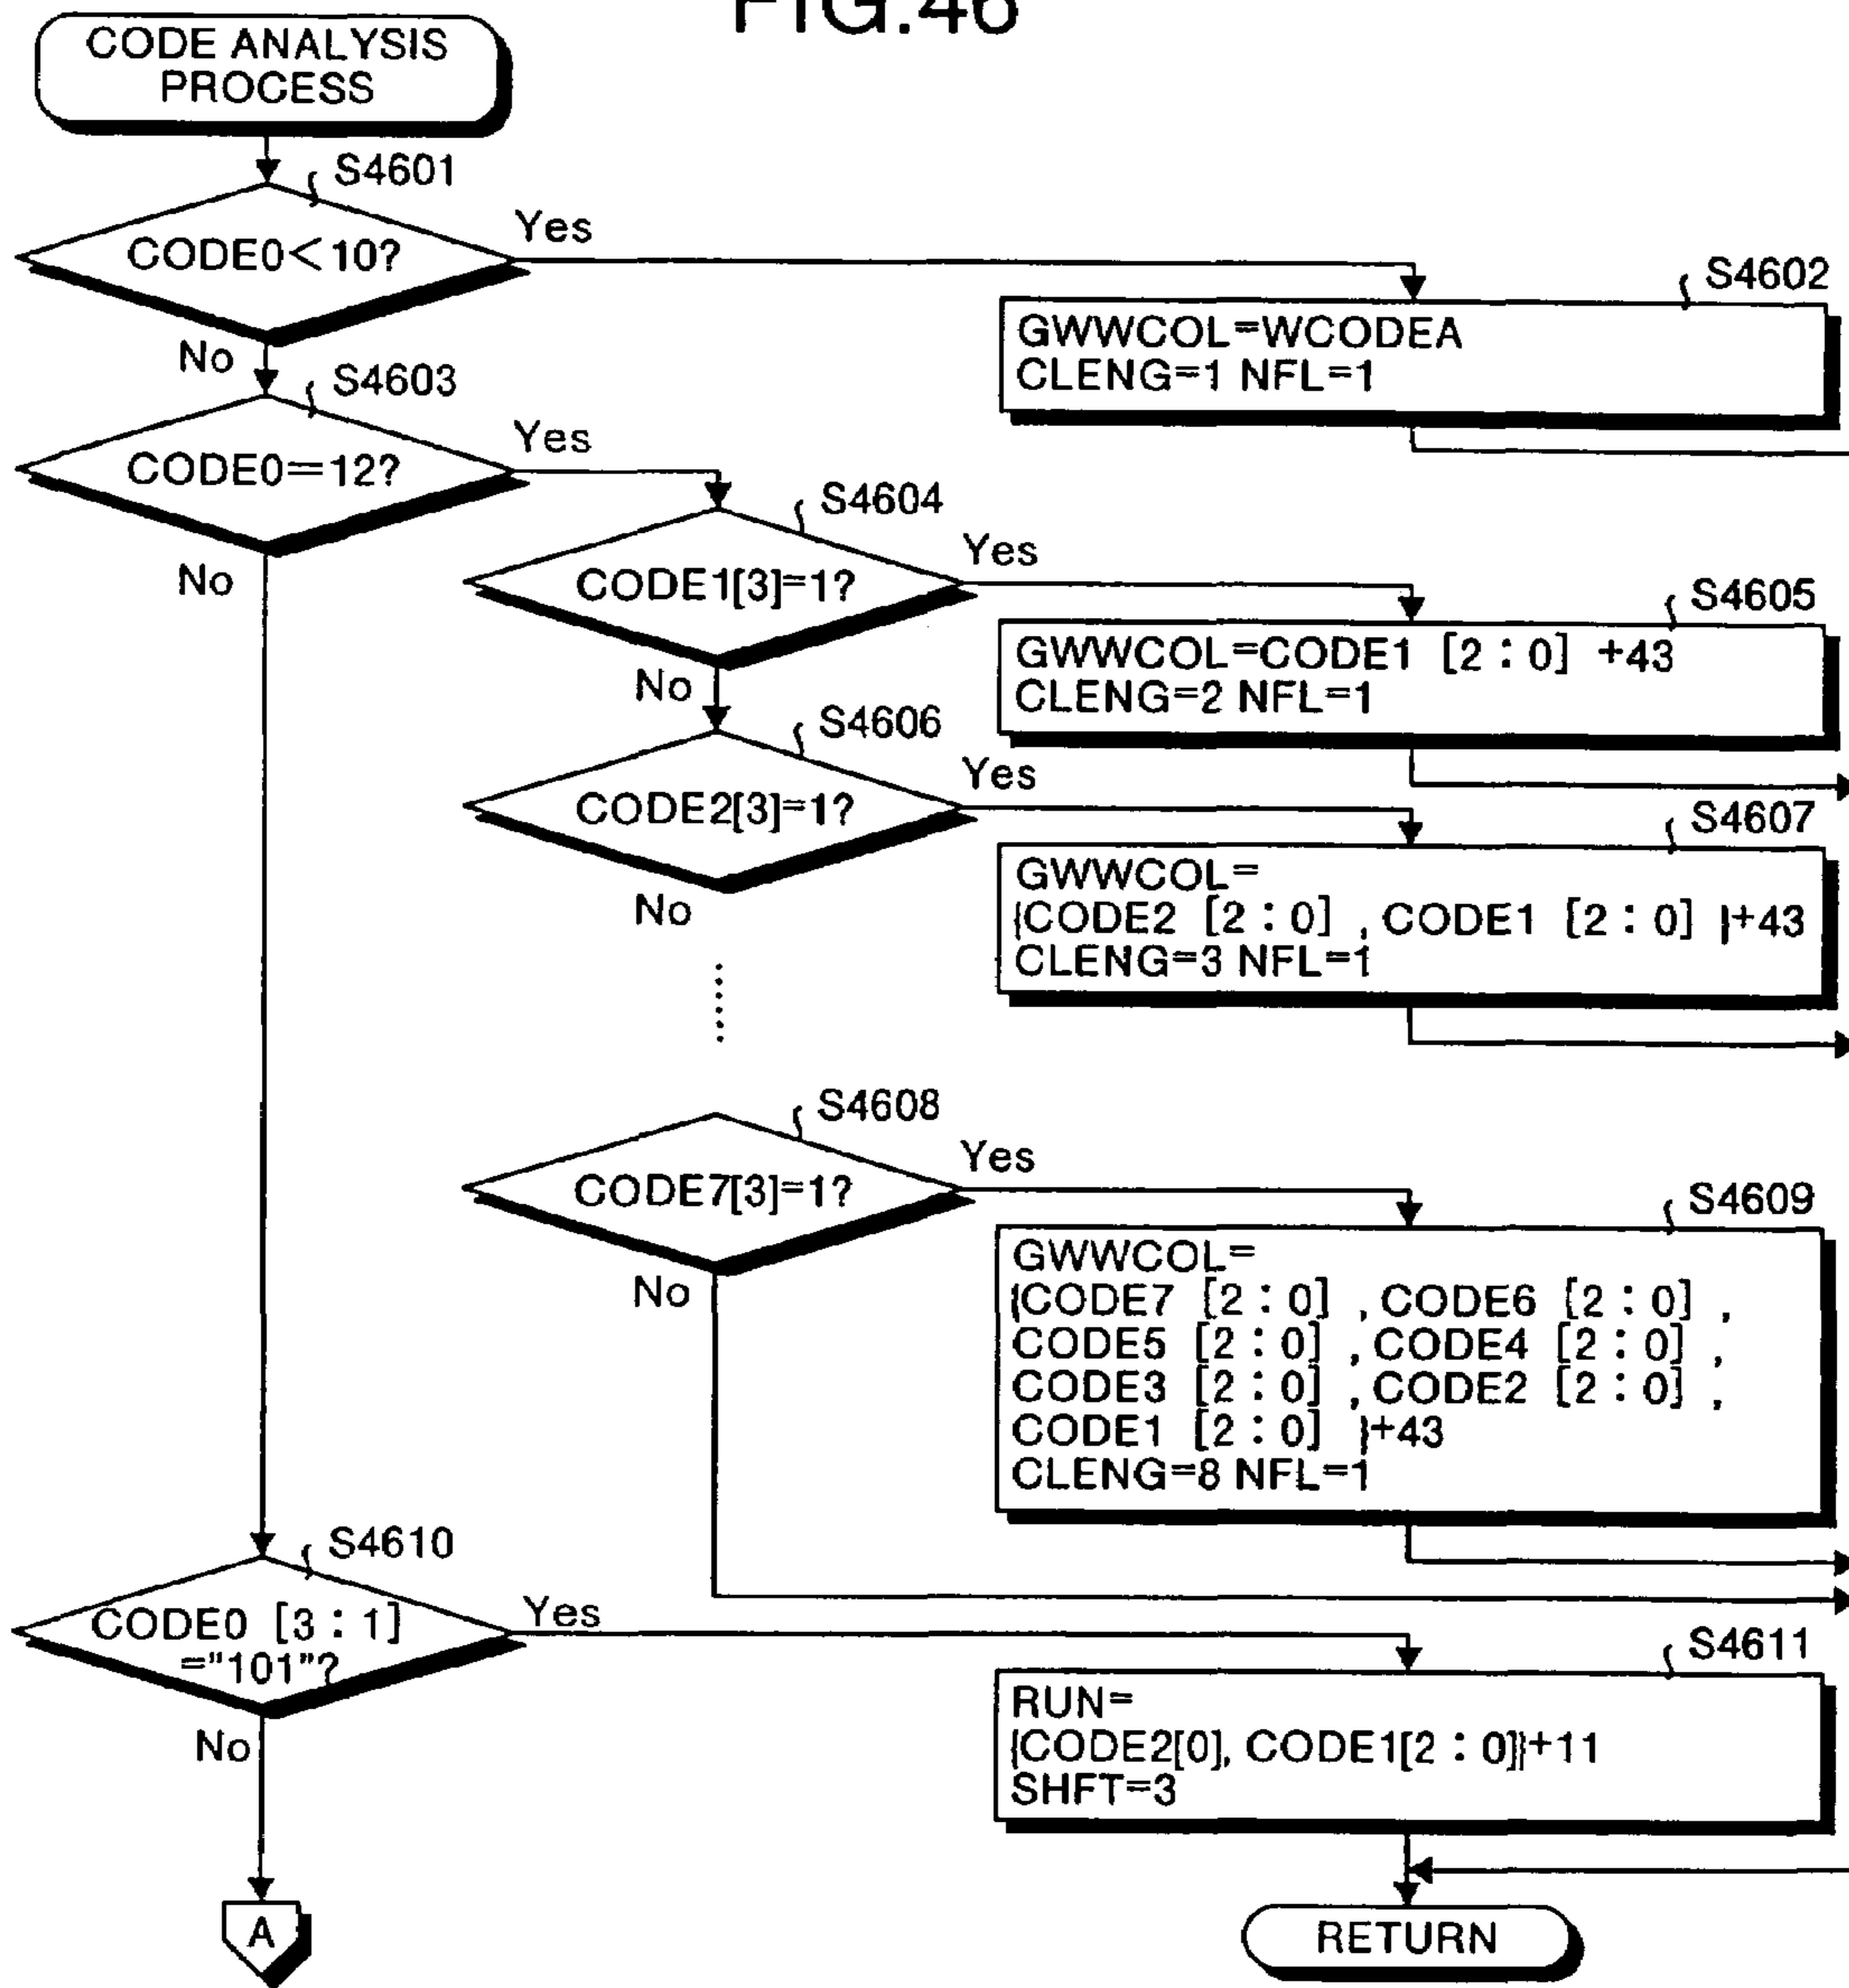 FIG.46
CODE ANALYSIS
PROCESS
S4601
CODE0<10?
Yes
No
S4602
GWWCOL=WCODEA
CLENG=1 NFL=1
S4603
CODE0=12?
Yes
No
S4604
CODE1[3]=1?
Yes
No
S4605
GWWCOL=CODE1 [2 : 0] +43
CLENG=2 NFL=1
S4606
CODE2[3]=1?
Yes
No
S4607
GWWCOL=
{CODE2 [2 : 0] , CODE1 [2 : 0] }+43
CLENG=3 NFL=1
......
S4608
CODE7[3]=1?
Yes
No
S4609
GWWCOL=
{CODE7 [2 : 0] , CODE6 [2 : 0] ,
CODE5 [2 : 0] , CODE4 [2 : 0] ,
CODE3 [2 : 0] , CODE2 [2 : 0] ,
CODE1 [2 : 0] }+43
CLENG=8 NFL=1
S4610
CODE0 [3 : 1]
="101"?
Yes
No
S4611
RUN=
{CODE2[0], CODE1[2 : 0]}+11
SHFT=3
A
RETURN